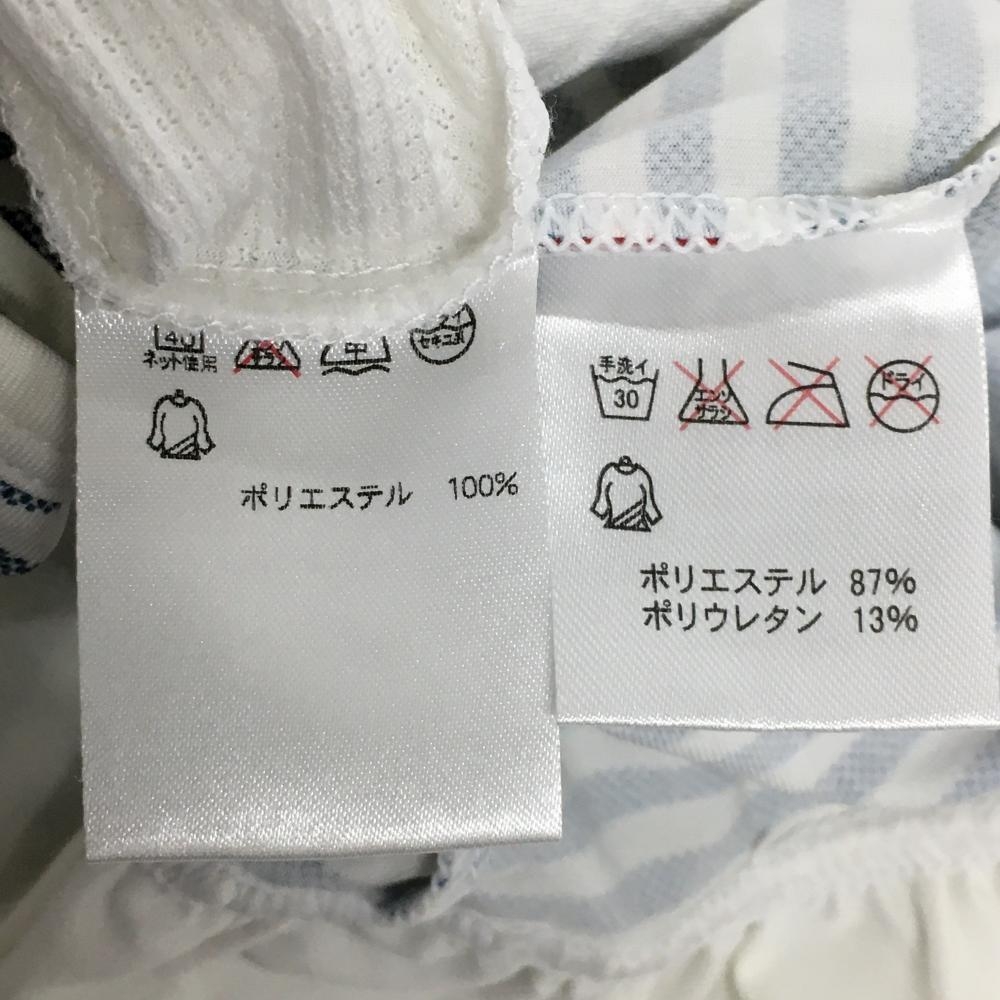 40
ネット使用
中
セキユ系
ポリエステル 100%
手洗イ
30
エンソ
サラシ
ドライ
ポリエステル 87%
ポリウレタン 13%